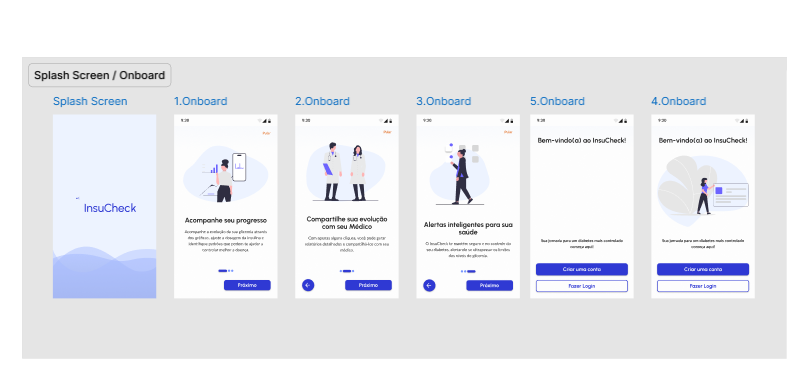 Splash Screen / Onboard
Splash Screen
1.Onboard
2.Onboard
3.Onboard
5.Onboard
4.Onboard
InsuCheck
9:30
Pular
Acompanhe seu progresso
Acompanhe a evolução da sua glicemia através
dos gráficos, ajuste a dosagem da insulina e
identifique padrões que podem te ajudar a
controlar melhor a doença.
Próximo
9:30
Pular
Compartilhe sua evolução
com seu Médico
Com apenas alguns cliques, você pode gerar
relatórios detalhados e compartilhá-los com seu
médico.
Próximo
9:30
Pular
Alertas inteligentes para sua
saúde
O InsuCheck te mantém seguro e no controle do
seu diabetes, alertando se ultrapassar os limites
dos níveis de glicemia.
Próximo
9:30
Bem-vindo(a) ao InsuCheck!
Sua jornada para um diabetes mais controlado
começa aqui!
Criar uma conta
Fazer Login
9:30
Bem-vindo(a) ao InsuCheck!
Sua jornada para um diabetes mais controlado
começa aqui!
Criar uma conta
Fazer Login